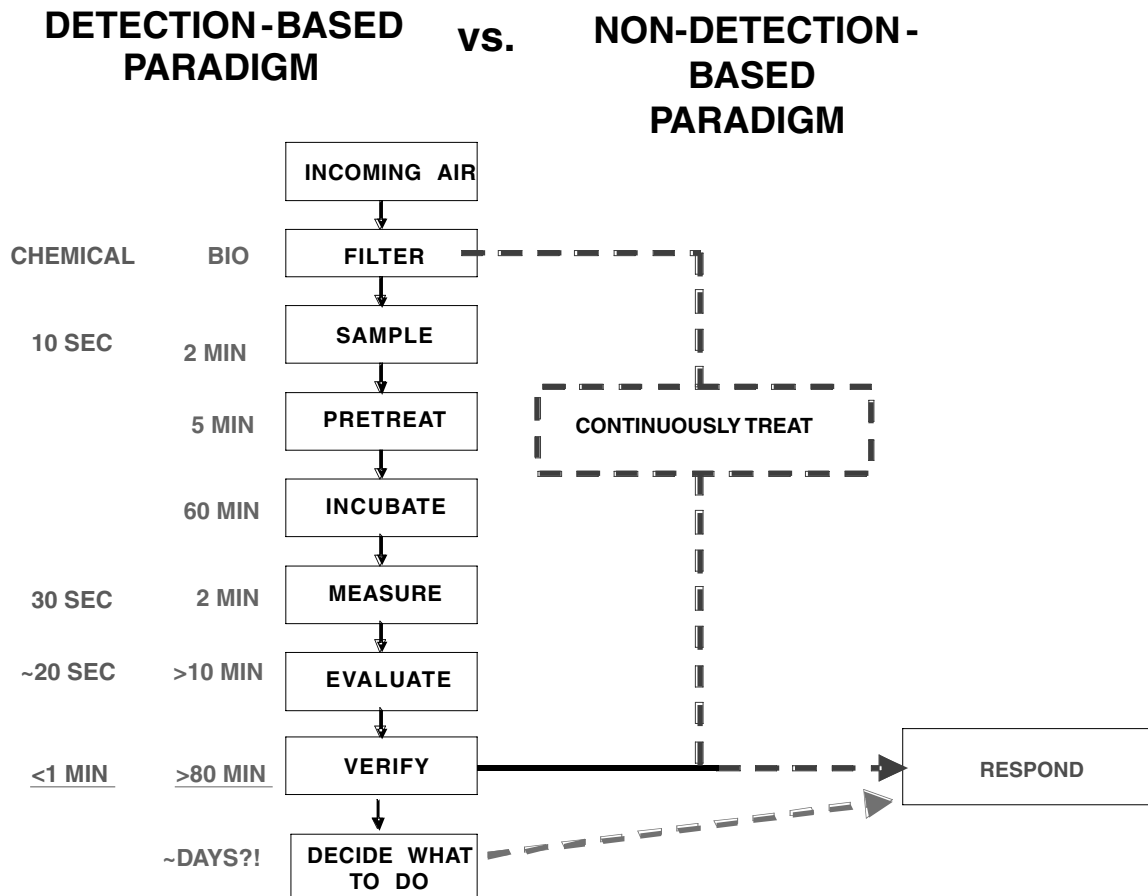 DETECTION-BASED
PARADIGM
vs.
NON-DETECTION-
BASED
PARADIGM
INCOMING AIR
CHEMICAL BIO FILTER
10 SEC 2 MIN SAMPLE
5 MIN PRETREAT
CONTINUOUSLY TREAT
60 MIN INCUBATE
30 SEC 2 MIN MEASURE
~20 SEC >10 MIN EVALUATE
<1 MIN >80 MIN VERIFY
RESPOND
~DAYS?! DECIDE WHAT
TO DO